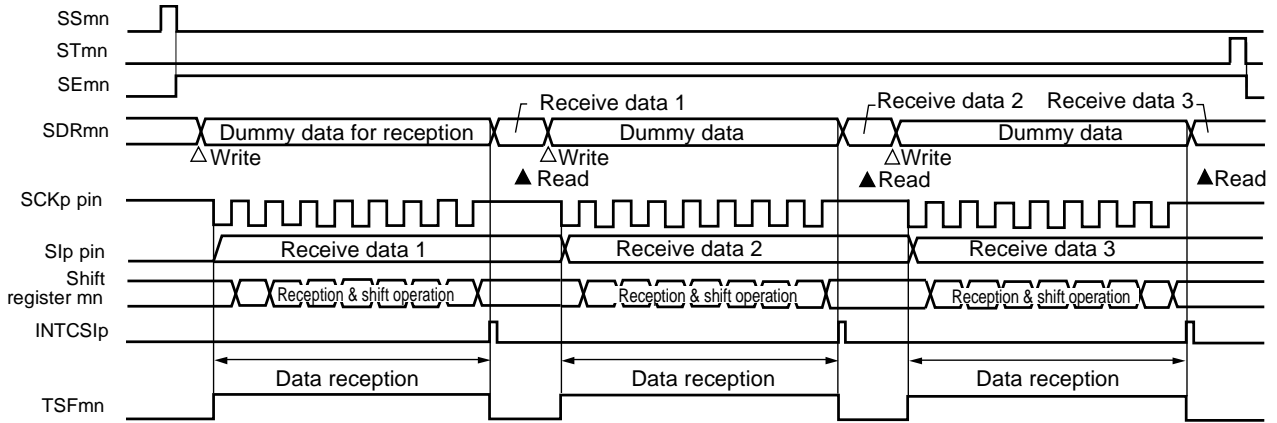 SSmn
STmn
SEmn
Receive data 1
Receive data 2
Receive data 3
SDRmn
Dummy data for reception
Dummy data
Dummy data
△Write
△Write
△Write
▲ Read
▲Read
▲Read
SCKp pin
SIp pin
Receive data 1
Receive data 2
Receive data 3
Shift
register mn
Reception & shift operation
Reception & shift operation
Reception & shift operation
INTCSIp
Data reception
Data reception
Data reception
TSFmn